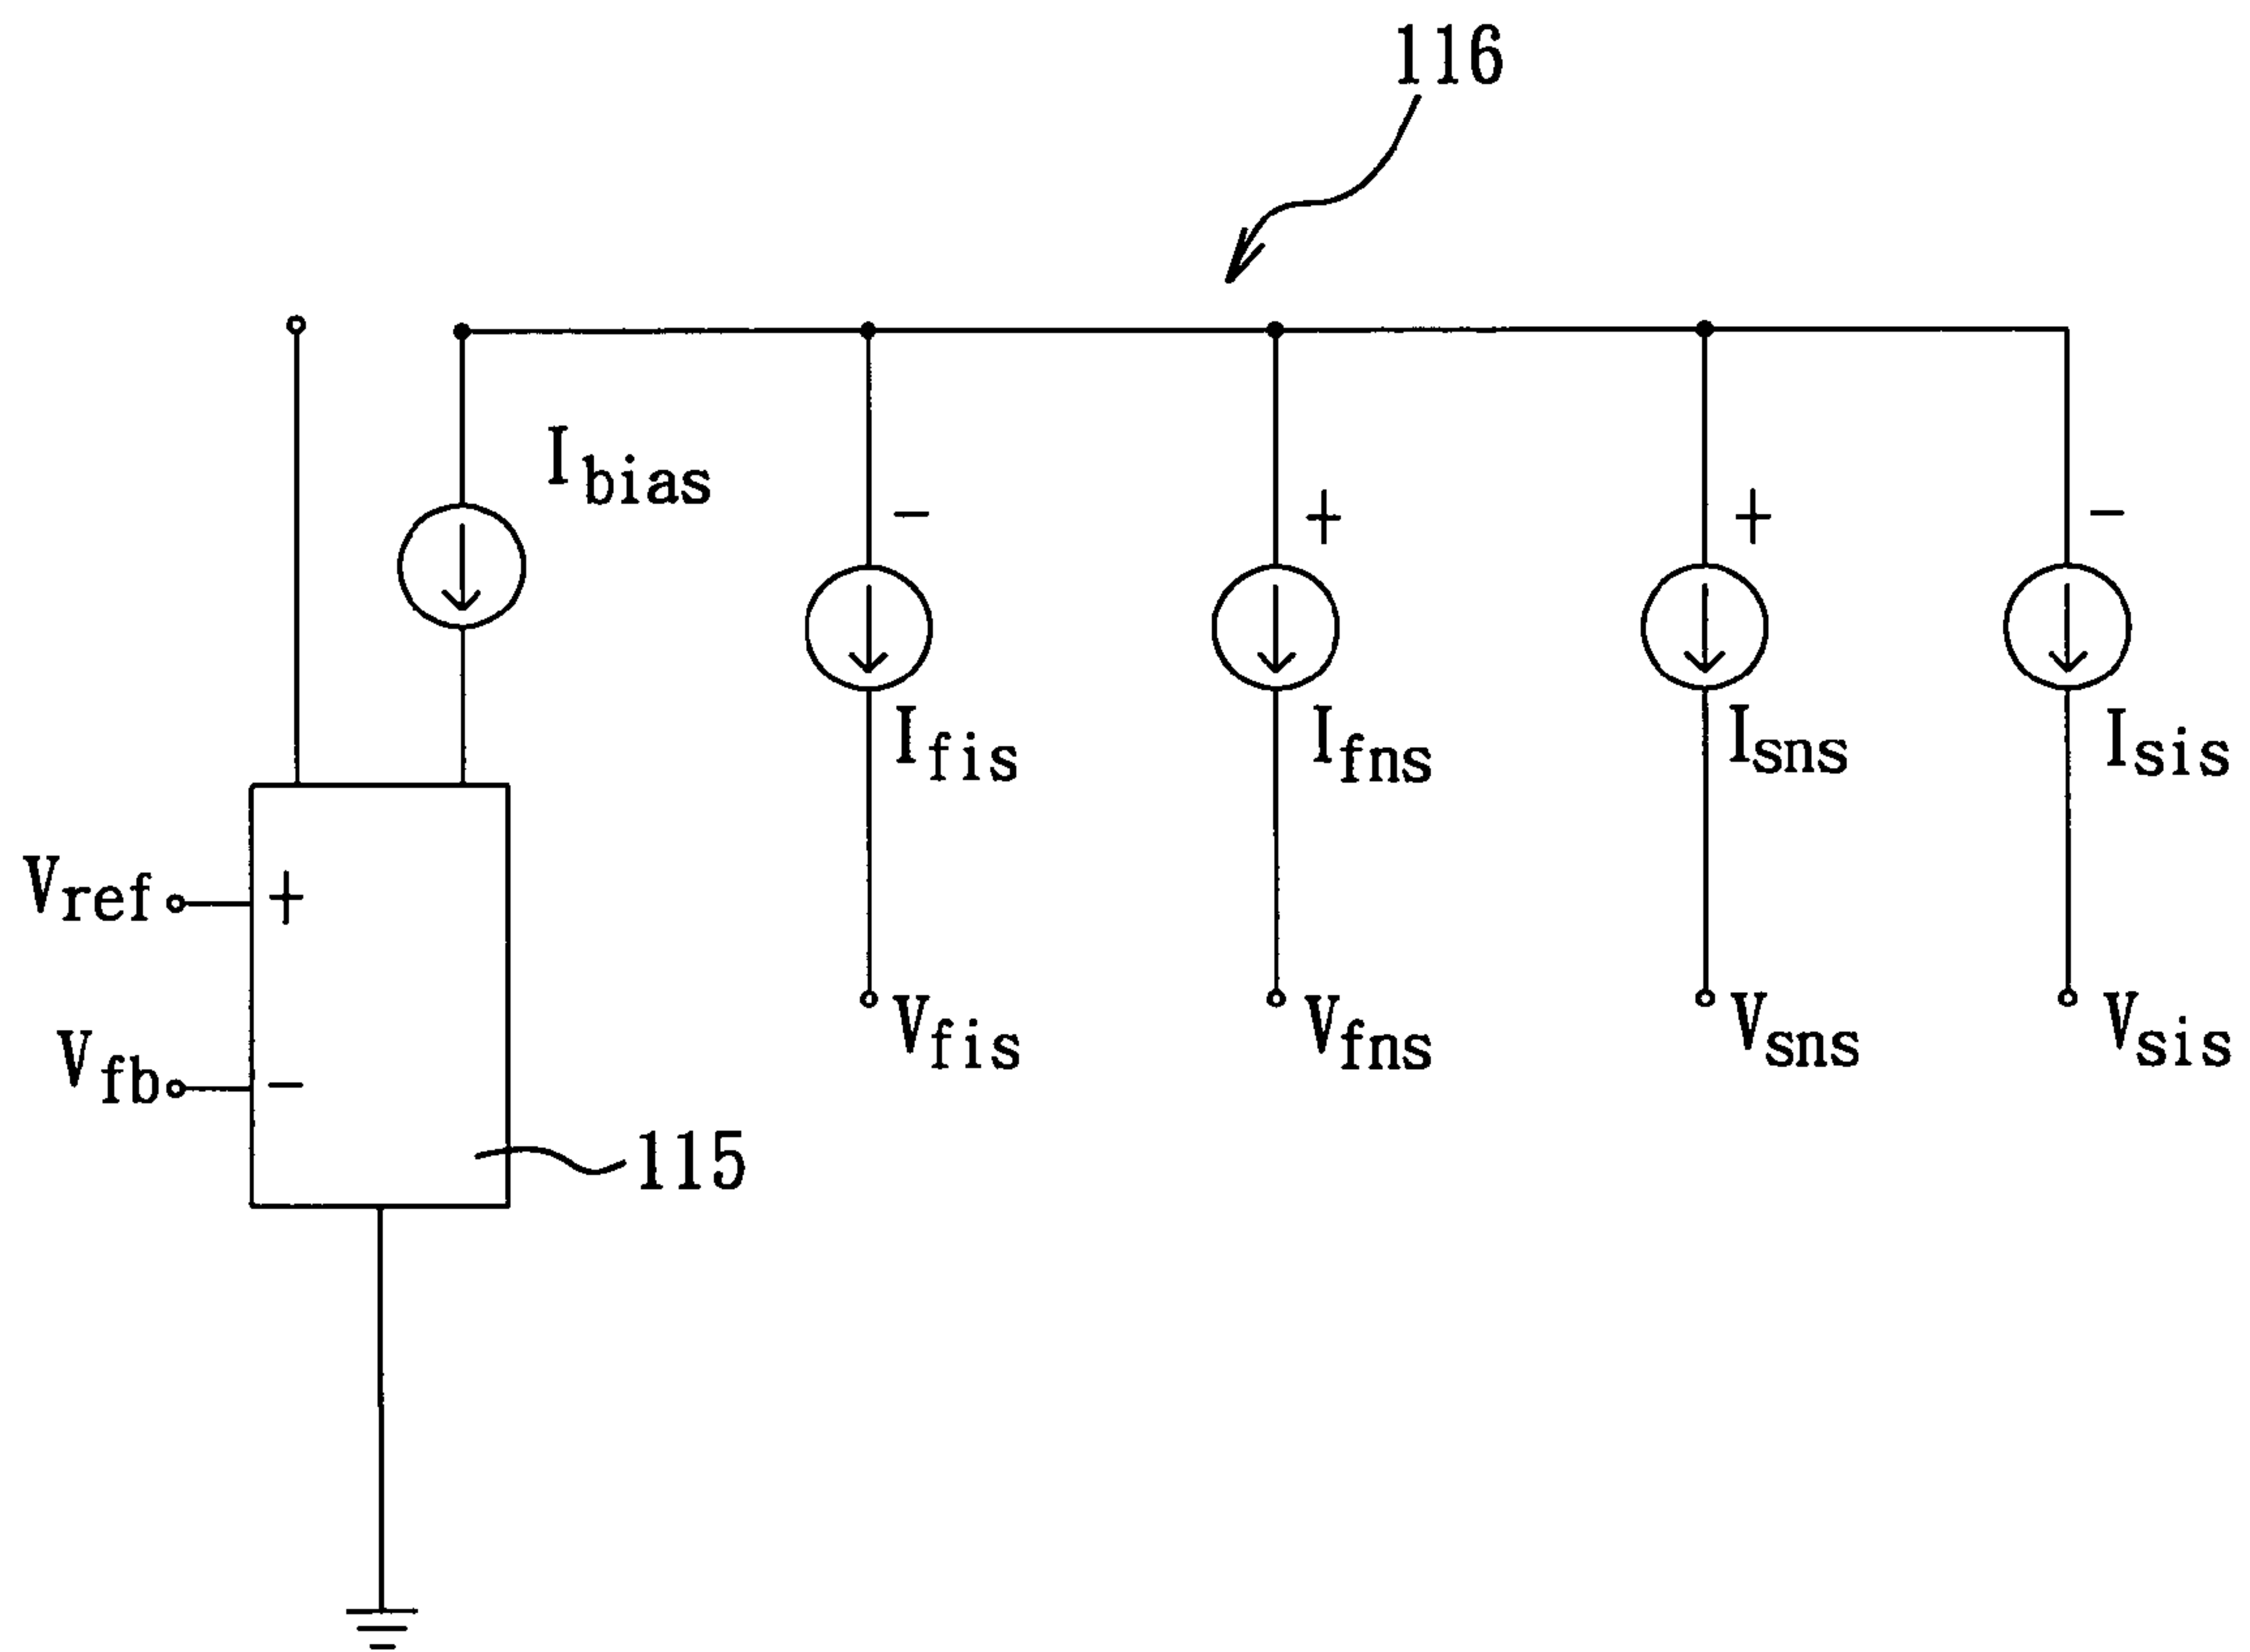 116
I bias
- + + -
I fis I fns I sns I sis
V ref +
V fb -
V fis V fns V sns V sis
115